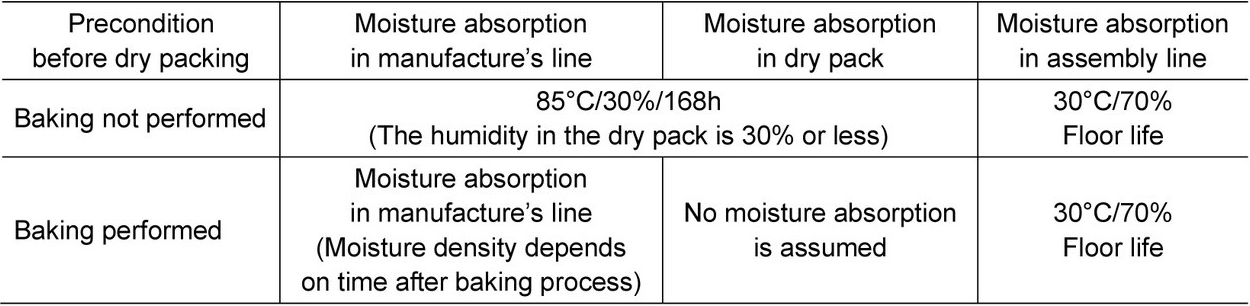 Precondition
before dry packing
Moisture absorption
in manufacture’s line
Moisture absorption
in dry pack
Moisture absorption
in assembly line
Baking not performed
85°C/30%/168h
(The humidity in the dry pack is 30% or less)
30°C/70%
Floor life
Baking performed
Moisture absorption
in manufacture’s line
(Moisture density depends
on time after baking process)
No moisture absorption
is assumed
30°C/70%
Floor life